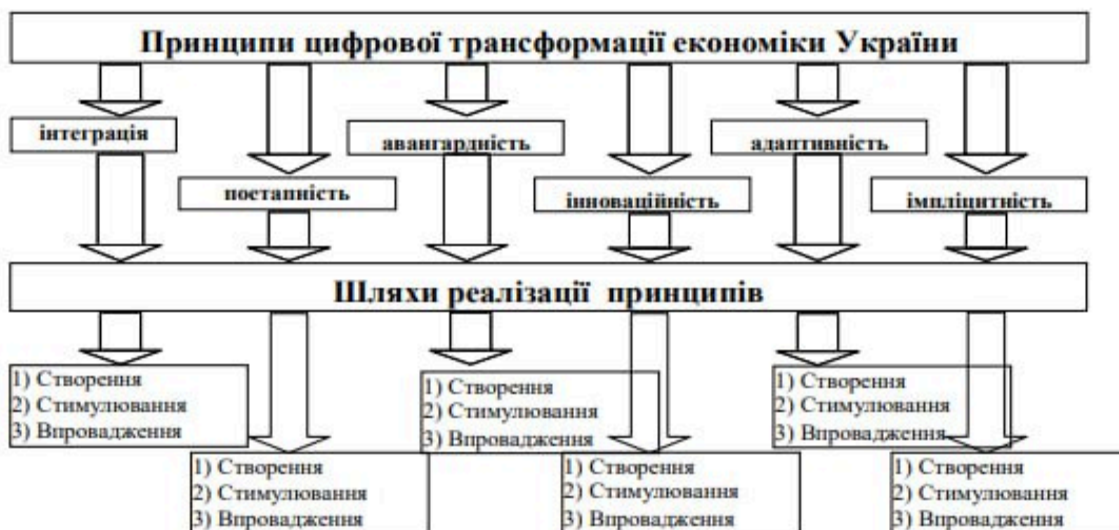 Принципи цифрової трансформації економіки України
інтеграція
авангардність
адаптивність
поетапність
інноваційність
імпліцитність
Шляхи реалізації принципів
1) Створення
2) Стимулювання
3) Впровадження
1) Створення
2) Стимулювання
3) Впровадження
1) Створення
2) Стимулювання
3) Впровадження
1) Створення
2) Стимулювання
3) Впровадження
1) Створення
2) Стимулювання
3) Впровадження
1) Створення
2) Стимулювання
3) Впровадження